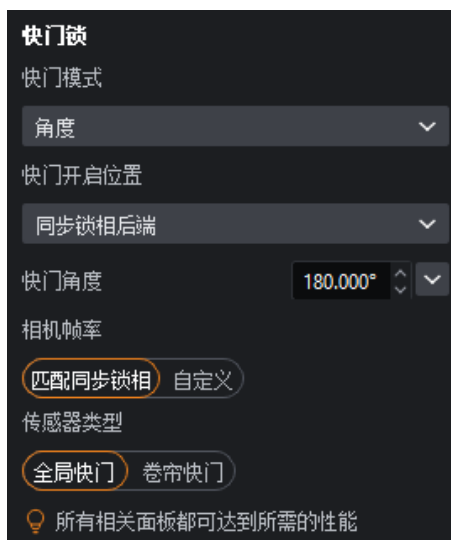 快门锁
快门模式
角度
快门开启位置
同步锁相后端
快门角度 180.000°
相机帧率
匹配同步锁相 自定义
传感器类型
全局快门 卷帘快门
所有相关面板都可达到所需的性能